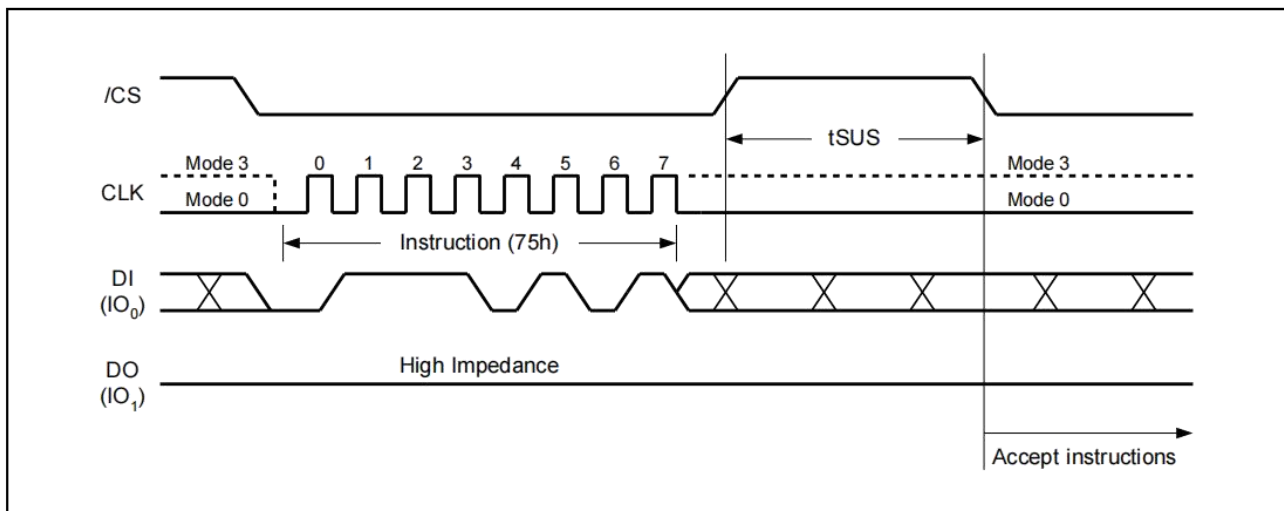 /CS
tSUS
Mode 3 0 1 2 3 4 5 6 7 Mode 3
CLK
Mode 0 Mode 0
Instruction (75h)
DI
(IO0)
DO High Impedance
(IO1)
Accept instructions